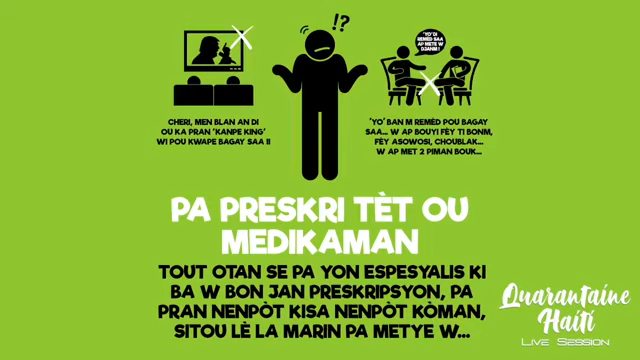 !?
'YO' DI
REMÈD SAA
AP METE W
DJANM !
CHERI, MEN BLAN AN DI
OU KA PRAN 'KANPE KING'
WI POU KWAPE BAGAY SAA !!
'YO' BAN M REMÈD POU BAGAY
SAA... W AP BOUYI FÈY TI BONM,
FÈY ASOWOSI, CHOUBLAK...
W AP MET 2 PIMAN BOUK...
PA PRESKRI TÈT OU
MEDIKAMAN
TOUT OTAN SE PA YON ESPESYALIS KI
BA W BON JAN PRESKRIPSYON, PA
PRAN NENPÒT KISA NENPÒT KÒMAN,
SITOU LÈ LA MARIN PA METYE W...
Quarantaine
Haïti
LIVE SESSION